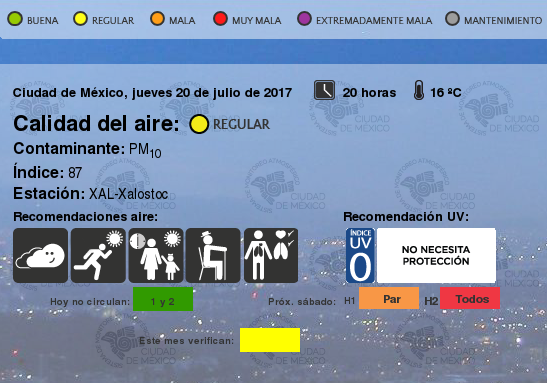 BUENA REGULAR MALA MUY MALA EXTREMADAMENTE MALA MANTENIMIENTO
Ciudad de México, jueves 20 de julio de 2017 20 horas 16 ºC
Calidad del aire: REGULAR
Contaminante: PM10
Índice: 87
Estación: XAL-Xalostoc
Recomendaciones aire: Recomendación UV:
ÍNDICE
UV
0
NO NECESITA
PROTECCIÓN
Hoy no circulan: 1 y 2 Próx. sábado: H1 Par H2 Todos
Este mes verifican:
CIUDAD
DE MÉXICO